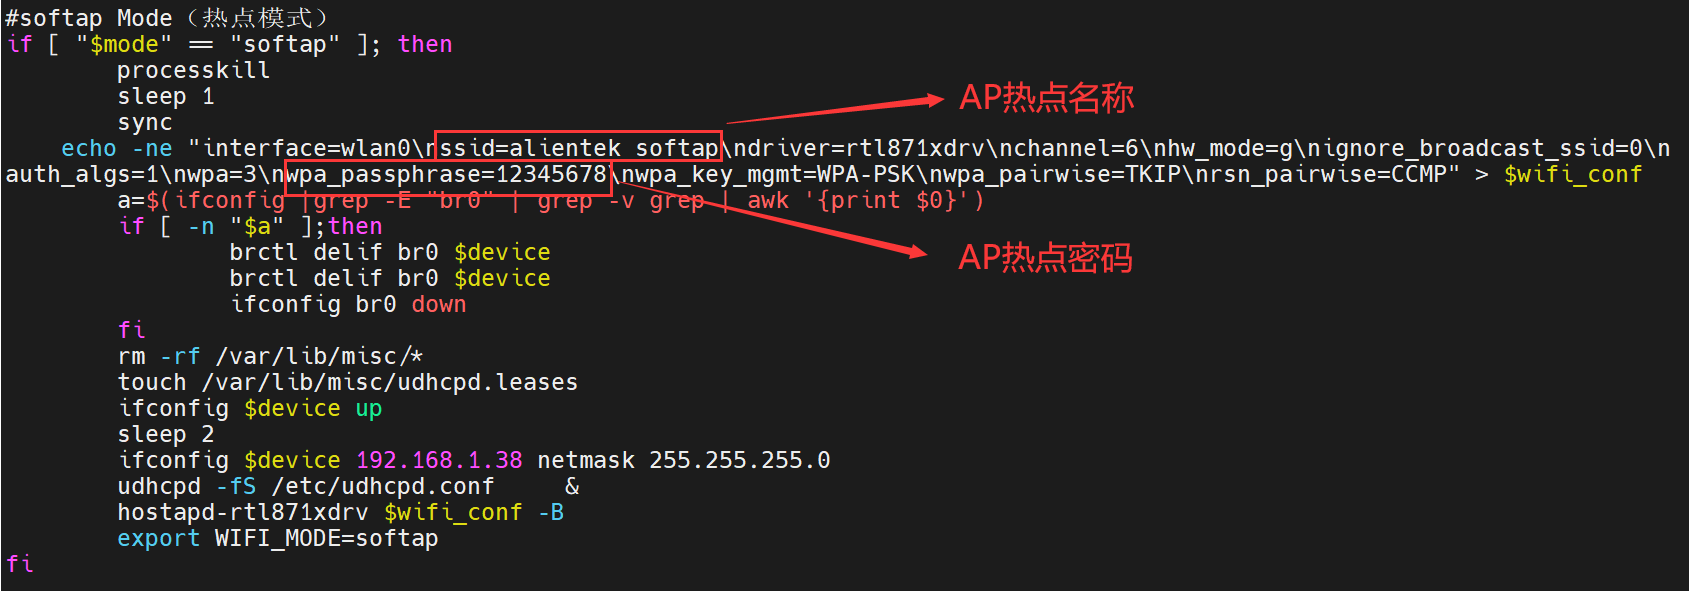 #softap Mode（热点模式）
if [ "$mode" == "softap" ]; then
processkill
sleep 1
AP热点名称
sync
echo -ne "interface=wlan0\nssid=alientek_softap\ndriver=rtl871xdrv\nchannel=6\nhw_mode=g\nignore_broadcast_ssid=0\n
auth_algs=1\nwpa=3\nwpa_passphrase=12345678\nwpa_key_mgmt=WPA-PSK\nwpa_pairwise=TKIP\nrsn_pairwise=CCMP" > $wifi_conf
a=$(ifconfig |grep -E "br0" | grep -v grep | awk '{print $0}')
if [ -n "$a" ];then
brctl delif br0 $device
AP热点密码
brctl delif br0 $device
ifconfig br0 down
fi
rm -rf /var/lib/misc/*
touch /var/lib/misc/udhcpd.leases
ifconfig $device up
sleep 2
ifconfig $device 192.168.1.38 netmask 255.255.255.0
udhcpd -fS /etc/udhcpd.conf     &
hostapd-rtl871xdrv $wifi_conf -B
export WIFI_MODE=softap
fi